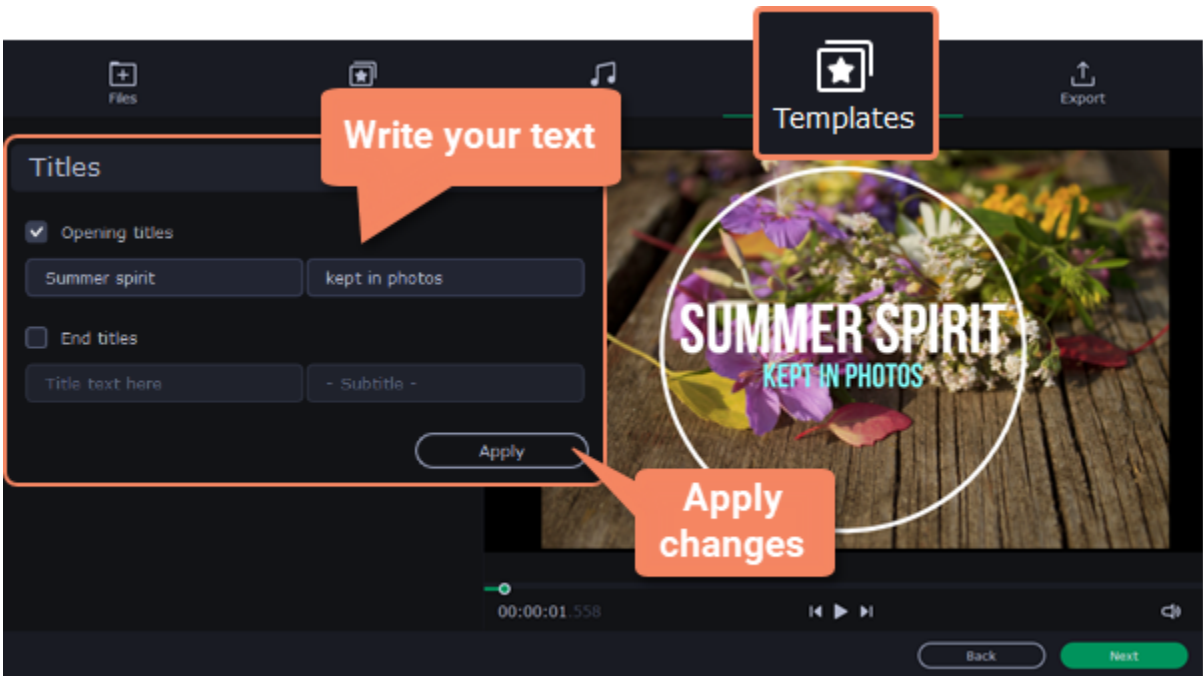 Files
Templates
Export
Write your text
Titles
Opening titles
Summer spirit
kept in photos
End titles
Title text here
- Subtitle -
Apply
SUMMER SPIRIT
KEPT IN PHOTOS
Apply
changes
00:00:01.558
Back
Next